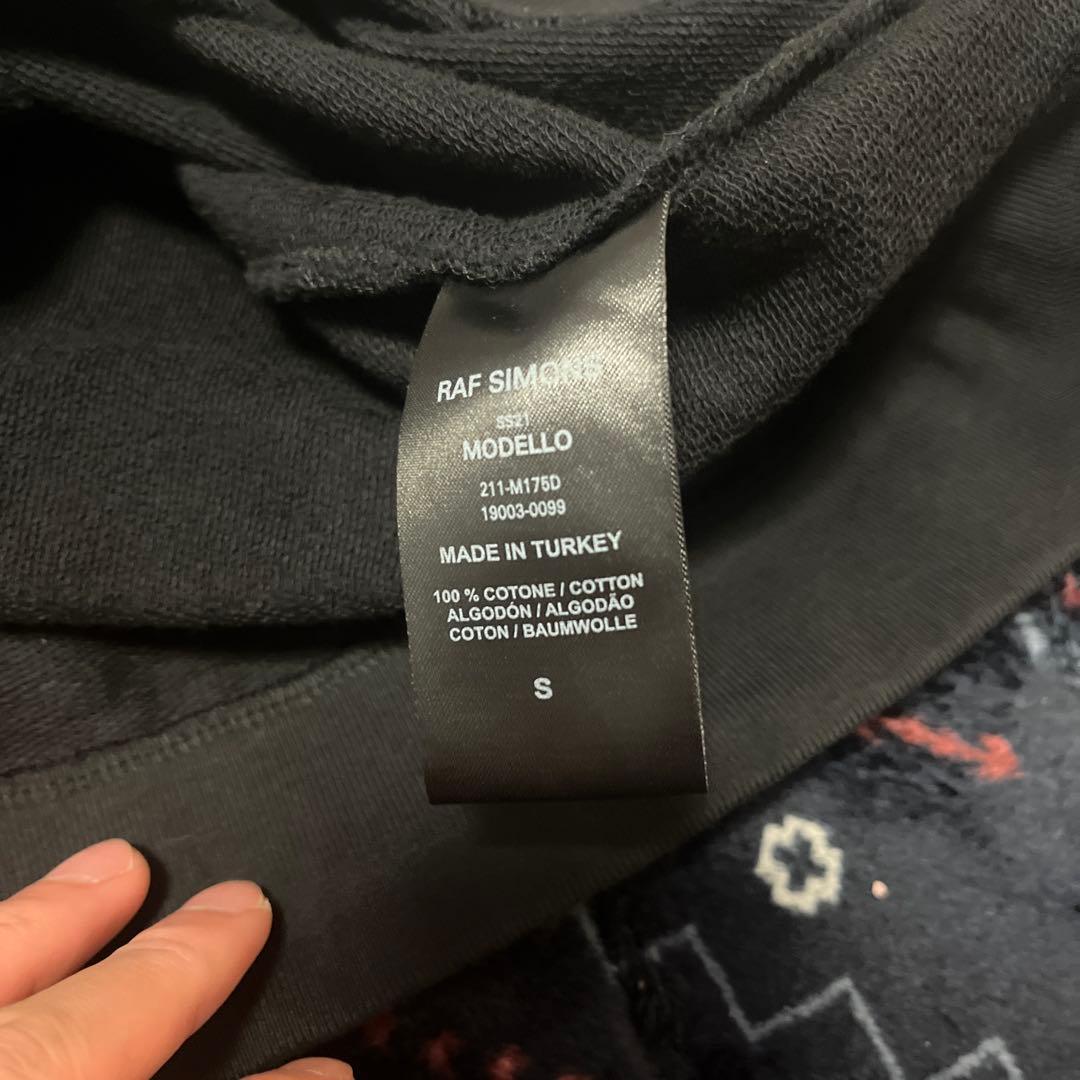 RAF SIMONS
SS21
MODELLO
211-M175D
19003-0099
MADE IN TURKEY
100 % COTONE / COTTON
ALGODÓN / ALGODÃO
COTON / BAUMWOLLE
S